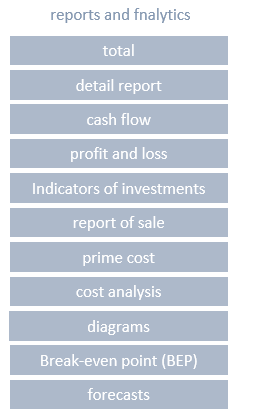 reports and fnalytics
total
detail report
cash flow
profit and loss
Indicators of investments
report of sale
prime cost
cost analysis
diagrams
Break-even point (BEP)
forecasts